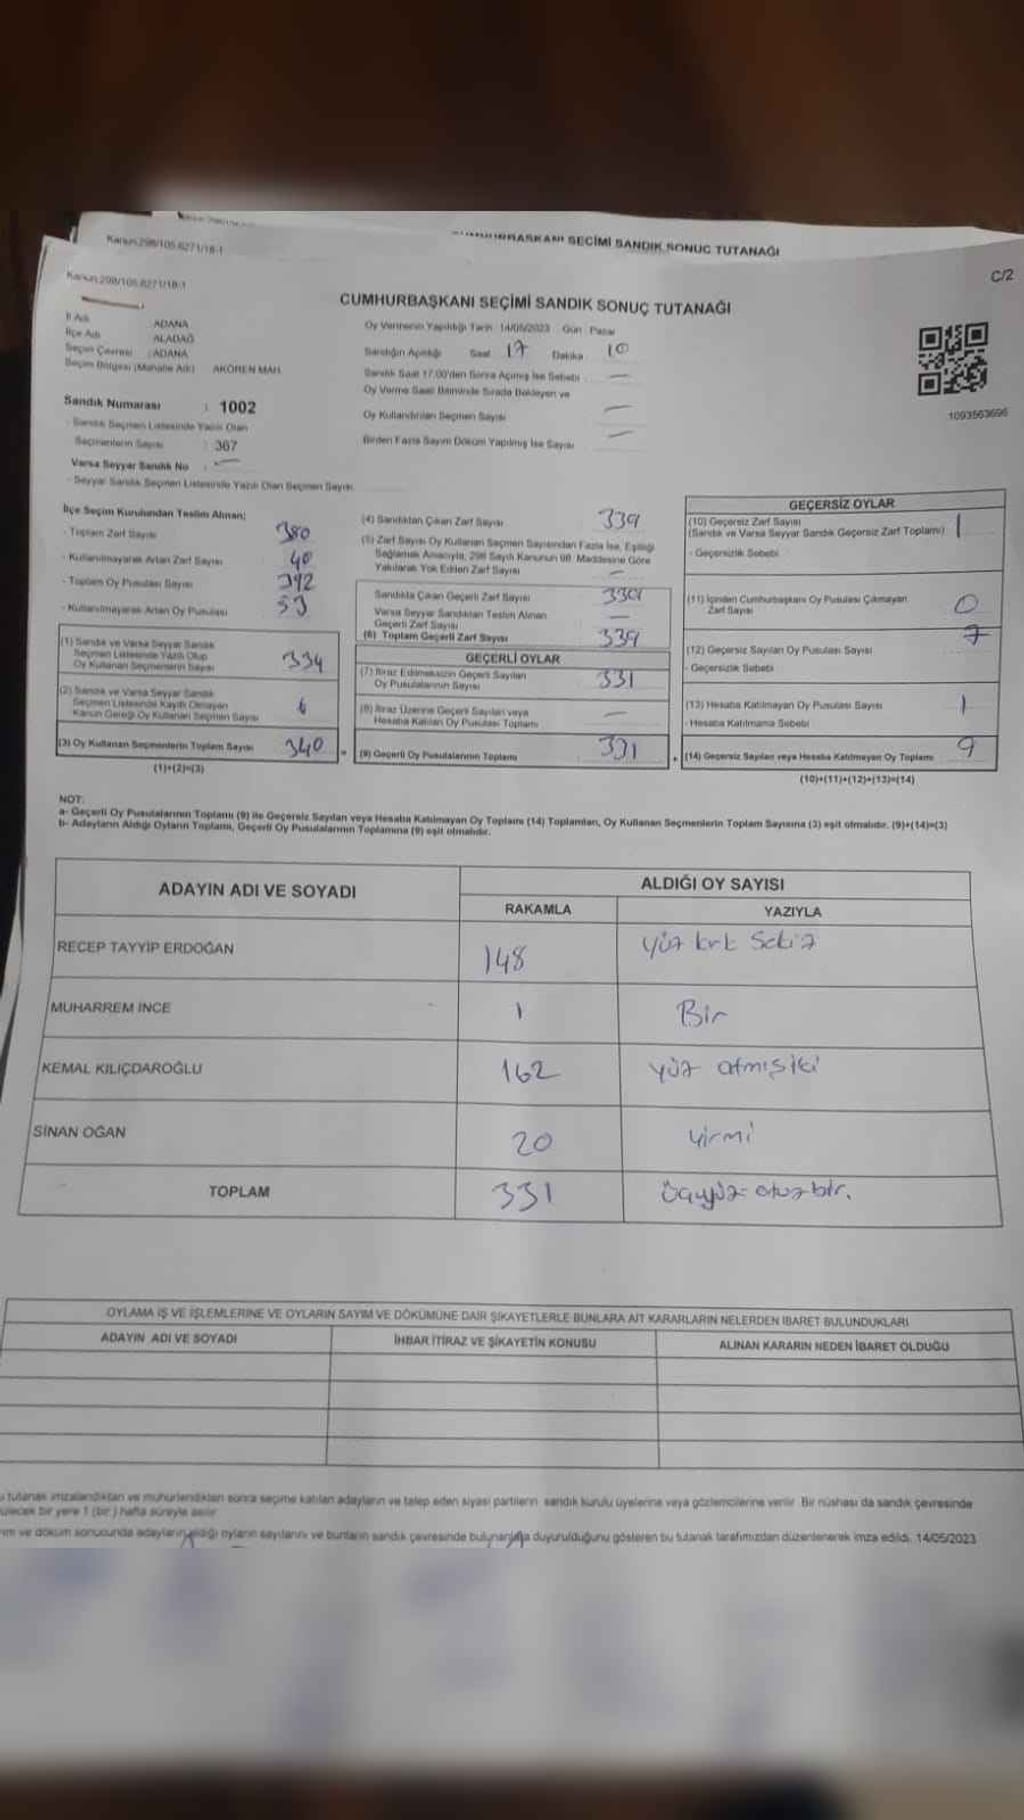 CUMHURBAŞKANI SEÇİMİ SANDIK SONUÇ TUTANAĞI
Kanun,298/105.6271/18-1
C/2
Kanun,298/105.6271/18-1
CUMHURBAŞKANI SEÇİMİ SANDIK SONUÇ TUTANAĞI
İl Adı ADANA
İlçe Adı ALADAĞ
Seçim Çevresi : ADANA
Seçim Bölgesi (Mahalle Adı) AKÖREN MAH.
Sandık Numarası : 1002
- Sandık Seçmen Listesinde Yazılı Olan
Seçmenlerin Sayısı : 367
Varsa Seyyar Sandık No : —
- Seyyar Sandık Seçmen Listesinde Yazılı Olan Seçmen Sayısı
Oy Vermenin Yapıldığı Tarih 14/05/2023 Gün Pazar
Sandığın Açıldığı Saat 17 Dakika 10
Sandık Saat 17.00'den Sonra Açılmış İse Sebebi —
Oy Verme Saati Bitiminde Sırada Bekleyen ve
Oy Kullandırılan Seçmen Sayısı —
Birden Fazla Sayım Döküm Yapılmış İse Sayısı —
1093563696
İlçe Seçim Kurulundan Teslim Alınan;
- Toplam Zarf Sayısı 380
- Kullanılmayarak Artan Zarf Sayısı 40
- Toplam Oy Pusulası Sayısı 392
- Kullanılmayarak Artan Oy Pusulası 53
(1) Sandık ve Varsa Seyyar Sandık
Seçmen Listesinde Yazılı Olup
Oy Kullanan Seçmenlerin Sayısı 334
(2) Sandık ve Varsa Seyyar Sandık
Seçmen Listesinde Kayıtlı Olmayan
Kanun Gereği Oy Kullanan Seçmenlerin Sayısı 6
(3) Oy Kullanan Seçmenlerin Toplam Sayısı 340
(1)+(2)=(3)
(4) Sandıktan Çıkan Zarf Sayısı 339
(5) Zarf Sayısı Oy Kullanan Seçmen Sayısından Fazla İse, Eşitliği
Sağlamak Amacıyla, 298 Sayılı Kanunun 98. Maddesine Göre
Yakılarak Yok Edilen Zarf Sayısı —
Sandıkta Çıkan Geçerli Zarf Sayısı 339
Varsa Seyyar Sandıktan Teslim Alınan
Geçerli Zarf Sayısı —
(6) Toplam Geçerli Zarf Sayısı 339
GEÇERLİ OYLAR
(7) İtiraz Edilmeksizin Geçerli Sayılan
Oy Pusulalarının Sayısı 331
(8) İtiraz Üzerine Geçerli Sayılan veya
Hesaba Katılan Oy Pusulası Toplamı —
(9) Geçerli Oy Pusulalarının Toplamı 331
GEÇERSİZ OYLAR
(10) Geçersiz Zarf Sayısı 1
(Sandık ve Varsa Seyyar Sandık Geçersiz Zarf Toplamı)
- Geçersizlik Sebebi
(11) İçinden Cumhurbaşkanı Oy Pusulası Çıkmayan
Zarf Sayısı 0
(12) Geçersiz Sayılan Oy Pusulası Sayısı 7
- Geçersizlik Sebebi
(13) Hesaba Katılmayan Oy Pusulası Sayısı 1
- Hesaba Katılmama Sebebi
(14) Geçersiz Sayılan veya Hesaba Katılmayan Oy Toplamı 9
(10)+(11)+(12)+(13)=(14)
NOT:
a- Geçerli Oy Pusulalarının Toplamı (9) ile Geçersiz Sayılan veya Hesaba Katılmayan Oy Toplamı (14) Toplamları, Oy Kullanan Seçmenlerin Toplam Sayısına (3) eşit olmalıdır. (9)+(14)=(3)
b- Adayların Aldığı Oyların Toplamı, Geçerli Oy Pusulalarının Toplamına (9) eşit olmalıdır.
ADAYIN ADI VE SOYADI ALDIĞI OY SAYISI
RAKAMLA YAZIYLA
RECEP TAYYİP ERDOĞAN 148 yüz kırk sekiz
MUHARREM İNCE 1 Bir
KEMAL KILIÇDAROĞLU 162 yüz atmışiki
SİNAN OĞAN 20 yirmi
TOPLAM 331 üçyüz otuzbir.
OYLAMA İŞ VE İŞLEMLERİNE VE OYLARIN SAYIM VE DÖKÜMÜNE DAİR ŞİKAYETLERLE BUNLARA AİT KARARLARIN NELERDEN İBARET BULUNDUKLARI
ADAYIN ADI VE SOYADI İHBAR İTİRAZ VE ŞİKAYETİN KONUSU ALINAN KARARIN NEDEN İBARET OLDUĞU
tutanak imzalandıktan ve mühürlendikten sonra seçime katılan adayların ve talep eden siyasi partilerin sandık kurulu üyelerine veya gözlemcilerine verilir. Bir nüshası da sandık çevresinde
bir yere 1 (bir) hafta süreyle asılır.
ve döküm sonucunda adayların aldığı oyların sayılarını ve bunların sandık çevresinde bulunanlara duyurulduğunu gösteren bu tutanak tarafımızdan düzenlenerek imza edildi. 14/05/2023